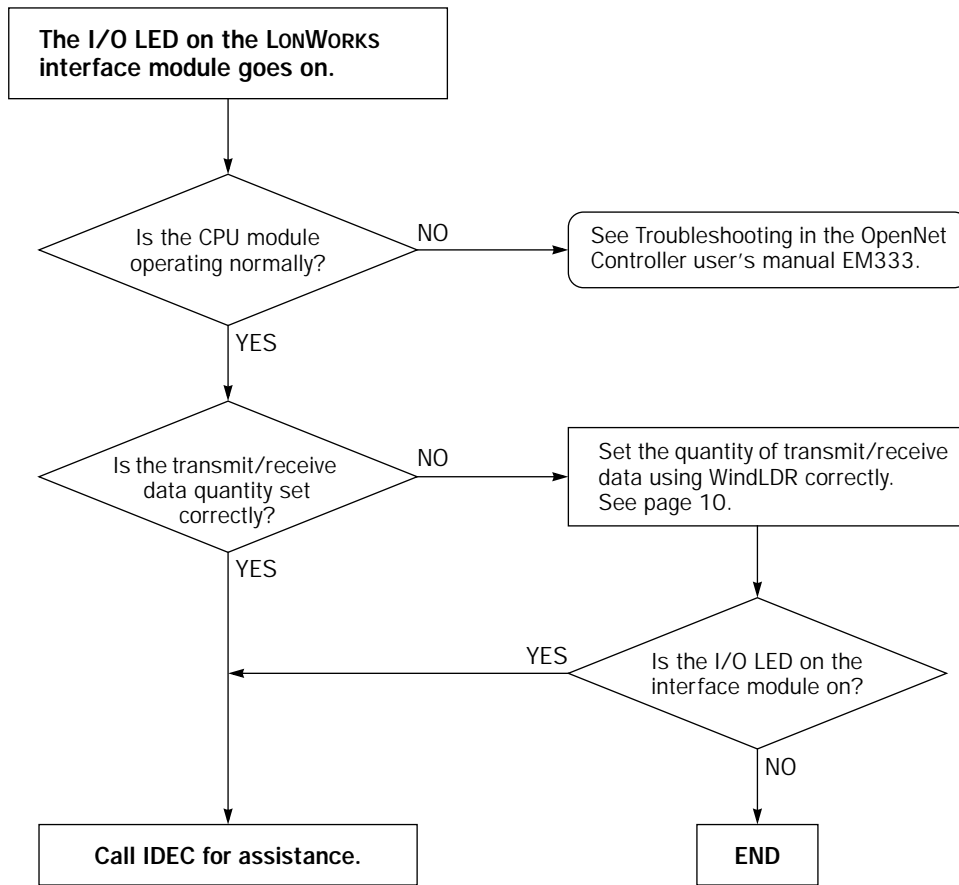 The I/O LED on the LONWORKS
interface module goes on.
Is the CPU module
operating normally?
NO
See Troubleshooting in the OpenNet
Controller user's manual EM333.
YES
Is the transmit/receive
data quantity set
correctly?
NO
Set the quantity of transmit/receive
data using WindLDR correctly.
See page 10.
YES
Is the I/O LED on the
interface module on?
YES
NO
Call IDEC for assistance.
END